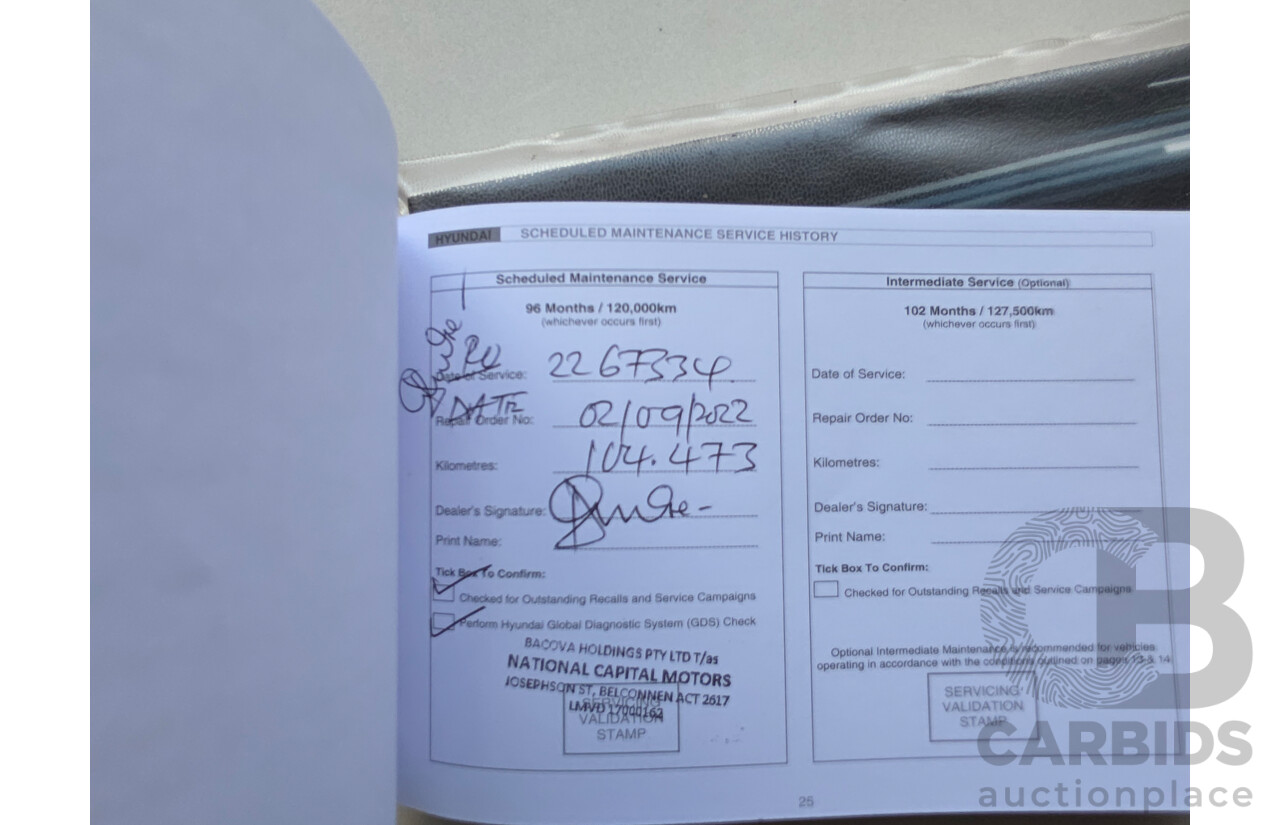 HYUNDAI SCHEDULED MAINTENANCE SERVICE HISTORY
Scheduled Maintenance Service
96 Months / 120,000km
(whichever occurs first)
RO
Date of Service: 2267334
DATE
Repair Order No: 02/09/2022
Kilometres: 104.473
Dealer's Signature:
Print Name:
Tick Box To Confirm:
Checked for Outstanding Recalls and Service Campaigns
Perform Hyundai Global Diagnostic System (GDS) Check
BACOVA HOLDINGS PTY LTD T/as
NATIONAL CAPITAL MOTORS
JOSEPHSON ST, BELCONNEN ACT 2617
LMVD 17000162
SERVICING
VALIDATION
STAMP
Intermediate Service (Optional)
102 Months / 127,500km
(whichever occurs first)
Date of Service:
Repair Order No:
Kilometres:
Dealer's Signature:
Print Name:
Tick Box To Confirm:
Checked for Outstanding Recalls and Service Campaigns
Optional Intermediate Maintenance is recommended for vehicles
operating in accordance with the conditions outlined on pages 13 & 14
SERVICING
VALIDATION
STAMP
25
CB
CARBIDS
auctionplace